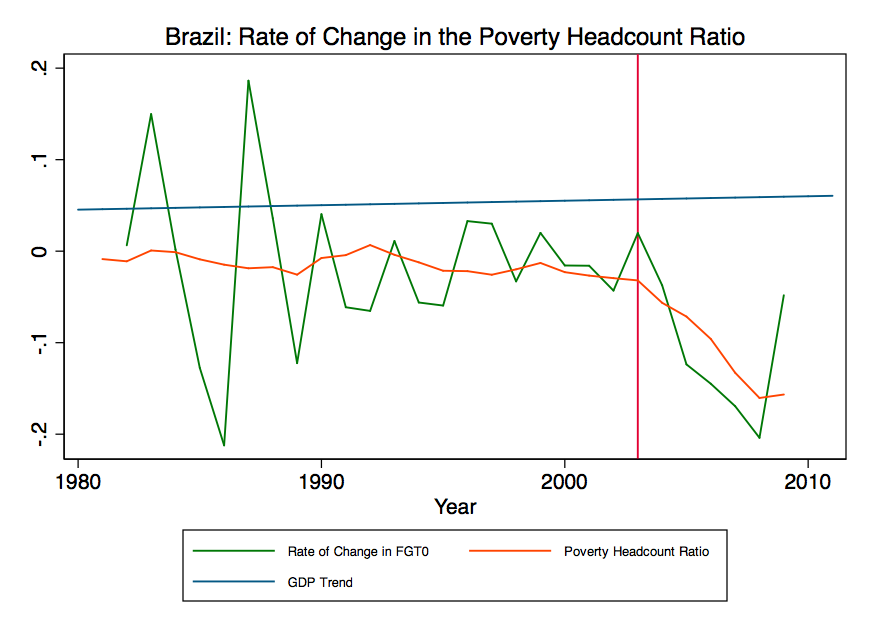 Brazil: Rate of Change in the Poverty Headcount Ratio
.2
.1
0
-.1
-.2
1980 1990 2000 2010
Year
Rate of Change in FGT0 Poverty Headcount Ratio
GDP Trend